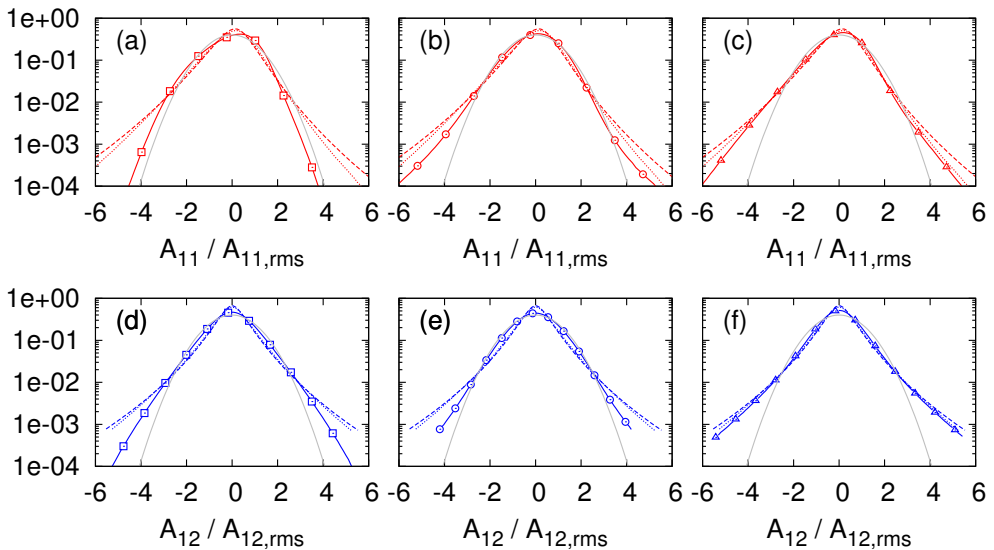 1e+00
1e-01
1e-02
1e-03
1e-04
(a) (b) (c)
-6 -4 -2 0 2 4 6 -6 -4 -2 0 2 4 6 -6 -4 -2 0 2 4 6
A11 / A11,rms A11 / A11,rms A11 / A11,rms
1e+00
1e-01
1e-02
1e-03
1e-04
(d) (e) (f)
-6 -4 -2 0 2 4 6 -6 -4 -2 0 2 4 6 -6 -4 -2 0 2 4 6
A12 / A12,rms A12 / A12,rms A12 / A12,rms